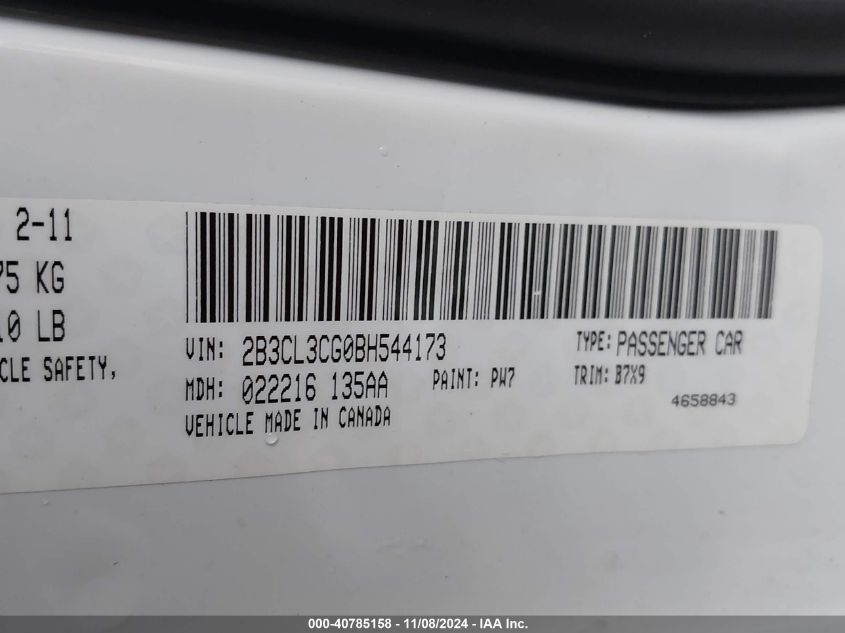 2-11
75 KG
10 LB
CLE SAFETY,
VIN: 2B3CL3CG0BH544173
TYPE: PASSENGER CAR
MDH: 022216 135AA
PAINT: PW7
TRIM: B7X9
VEHICLE MADE IN CANADA
4658843
000-40785158 - 11/08/2024 - IAA Inc.